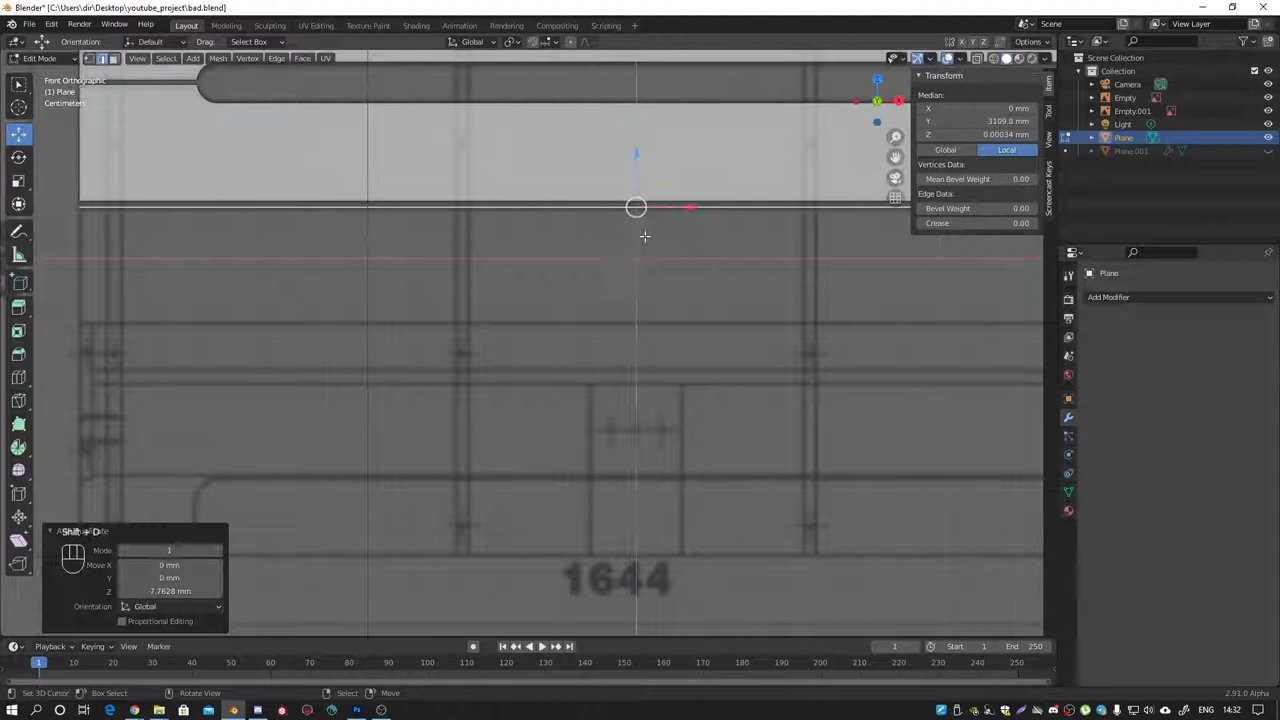 Blender* [C:\Users\dir\Desktop\youtube_project\bad.blend]
File Edit Render Window Help Layout Modeling Sculpting UV Editing Texture Paint Shading Animation Rendering Compositing Scripting Scene View Layer
Orientation: Default Drag: Select Box Global X Y Z Options
Edit Mode View Select Add Mesh Vertex Edge Face UV
Front Orthographic
(1) Plane
Centimeters
Transform
Median:
X 0 mm
Y -3109.8 mm
Z 0.00034 mm
Global Local
Vertices Data:
Mean Bevel Weight 0.00
Edge Data:
Bevel Weight 0.00
Crease 0.00
Item
Tool
View
Screencast Keys
Scene Collection
Collection
Camera
Empty
Empty.001
Light
Plane
Plane.001
Plane
Add Modifier
Shift + D
Mode 1
Move X 0 mm
Y 0 mm
Z -7.7628 mm
Orientation Global
Proportional Editing
1644
Playback Keying View Marker 1 Start 1 End 250
1 10 20 30 40 50 60 70 80 90 100 110 120 130 140 150 160 170 180 190 200 210 220 230 240 250
Set 3D Cursor Box Select Rotate View Select Move 2.91.0 Alpha
ENG 14:32